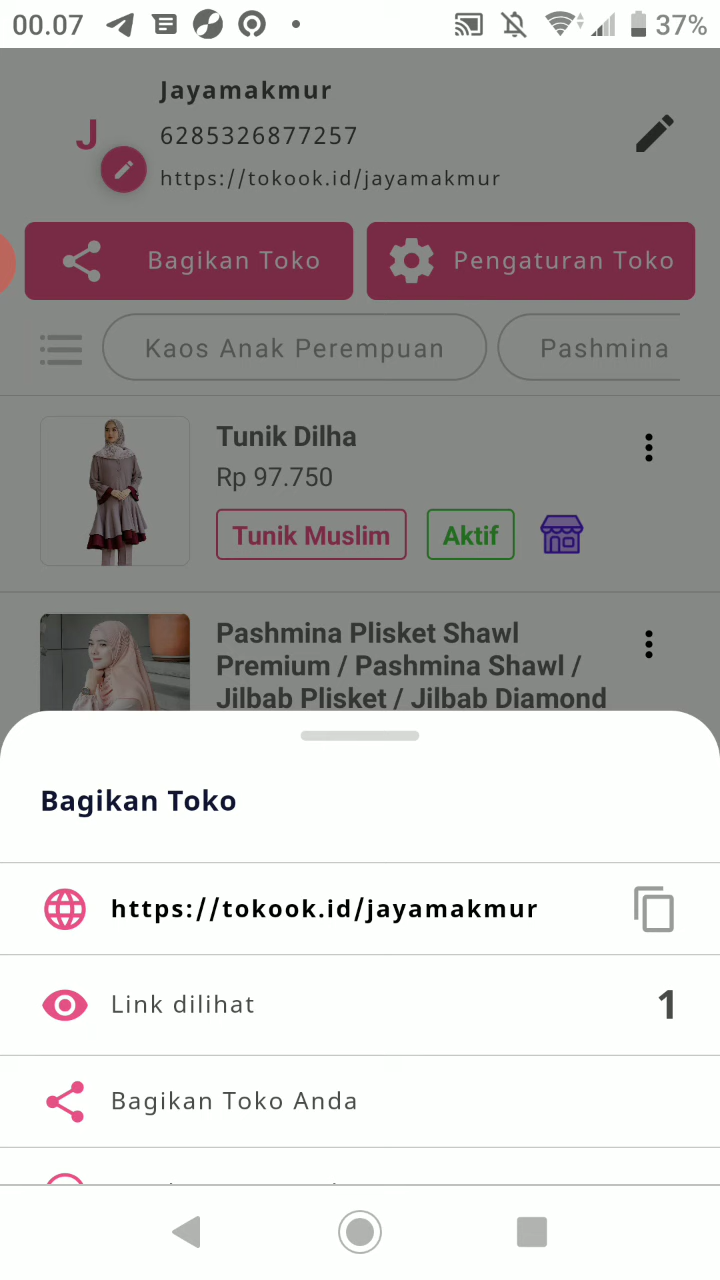 00.07
37%
Jayamakmur
J
6285326877257
https://tokook.id/jayamakmur
Bagikan Toko
Pengaturan Toko
Kaos Anak Perempuan
Pashmina
Tunik Dilha
Rp 97.750
Tunik Muslim
Aktif
Pashmina Plisket Shawl
Premium / Pashmina Shawl /
Jilbab Plisket / Jilbab Diamond
Bagikan Toko
https://tokook.id/jayamakmur
Link dilihat
1
Bagikan Toko Anda